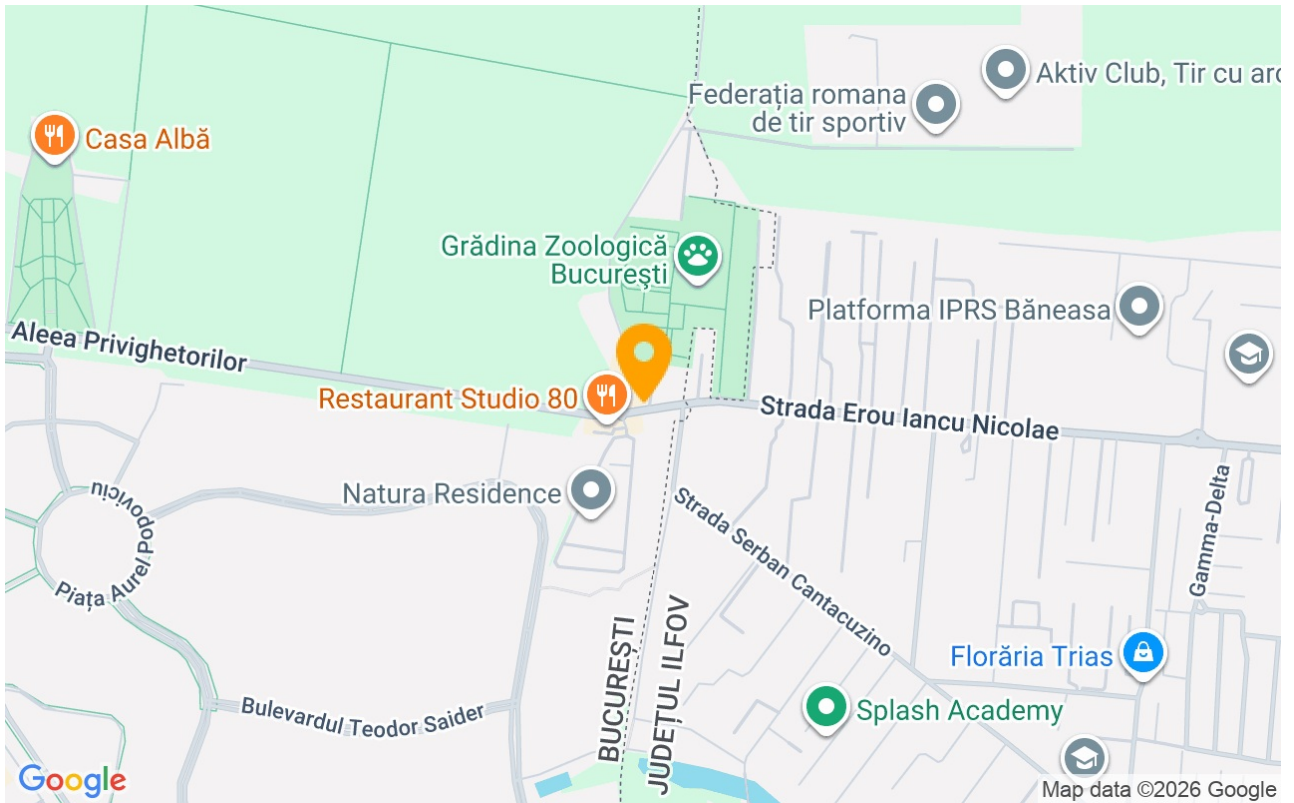 Aktiv Club, Tir cu arc
Federația romana
de tir sportiv
Casa Albă
Grădina Zoologică
București
Platforma IPRS Băneasa
Aleea Privighetorilor
Restaurant Studio 80
Strada Erou Iancu Nicolae
Natura Residence
Piața Aurel Popoviciu
Strada Serban Cantacuzino
Gamma-Delta
BUCUREȘTI
JUDEȚUL ILFOV
Florăria Trias
Bulevardul Teodor Saider
Splash Academy
Google
Map data ©2026 Google